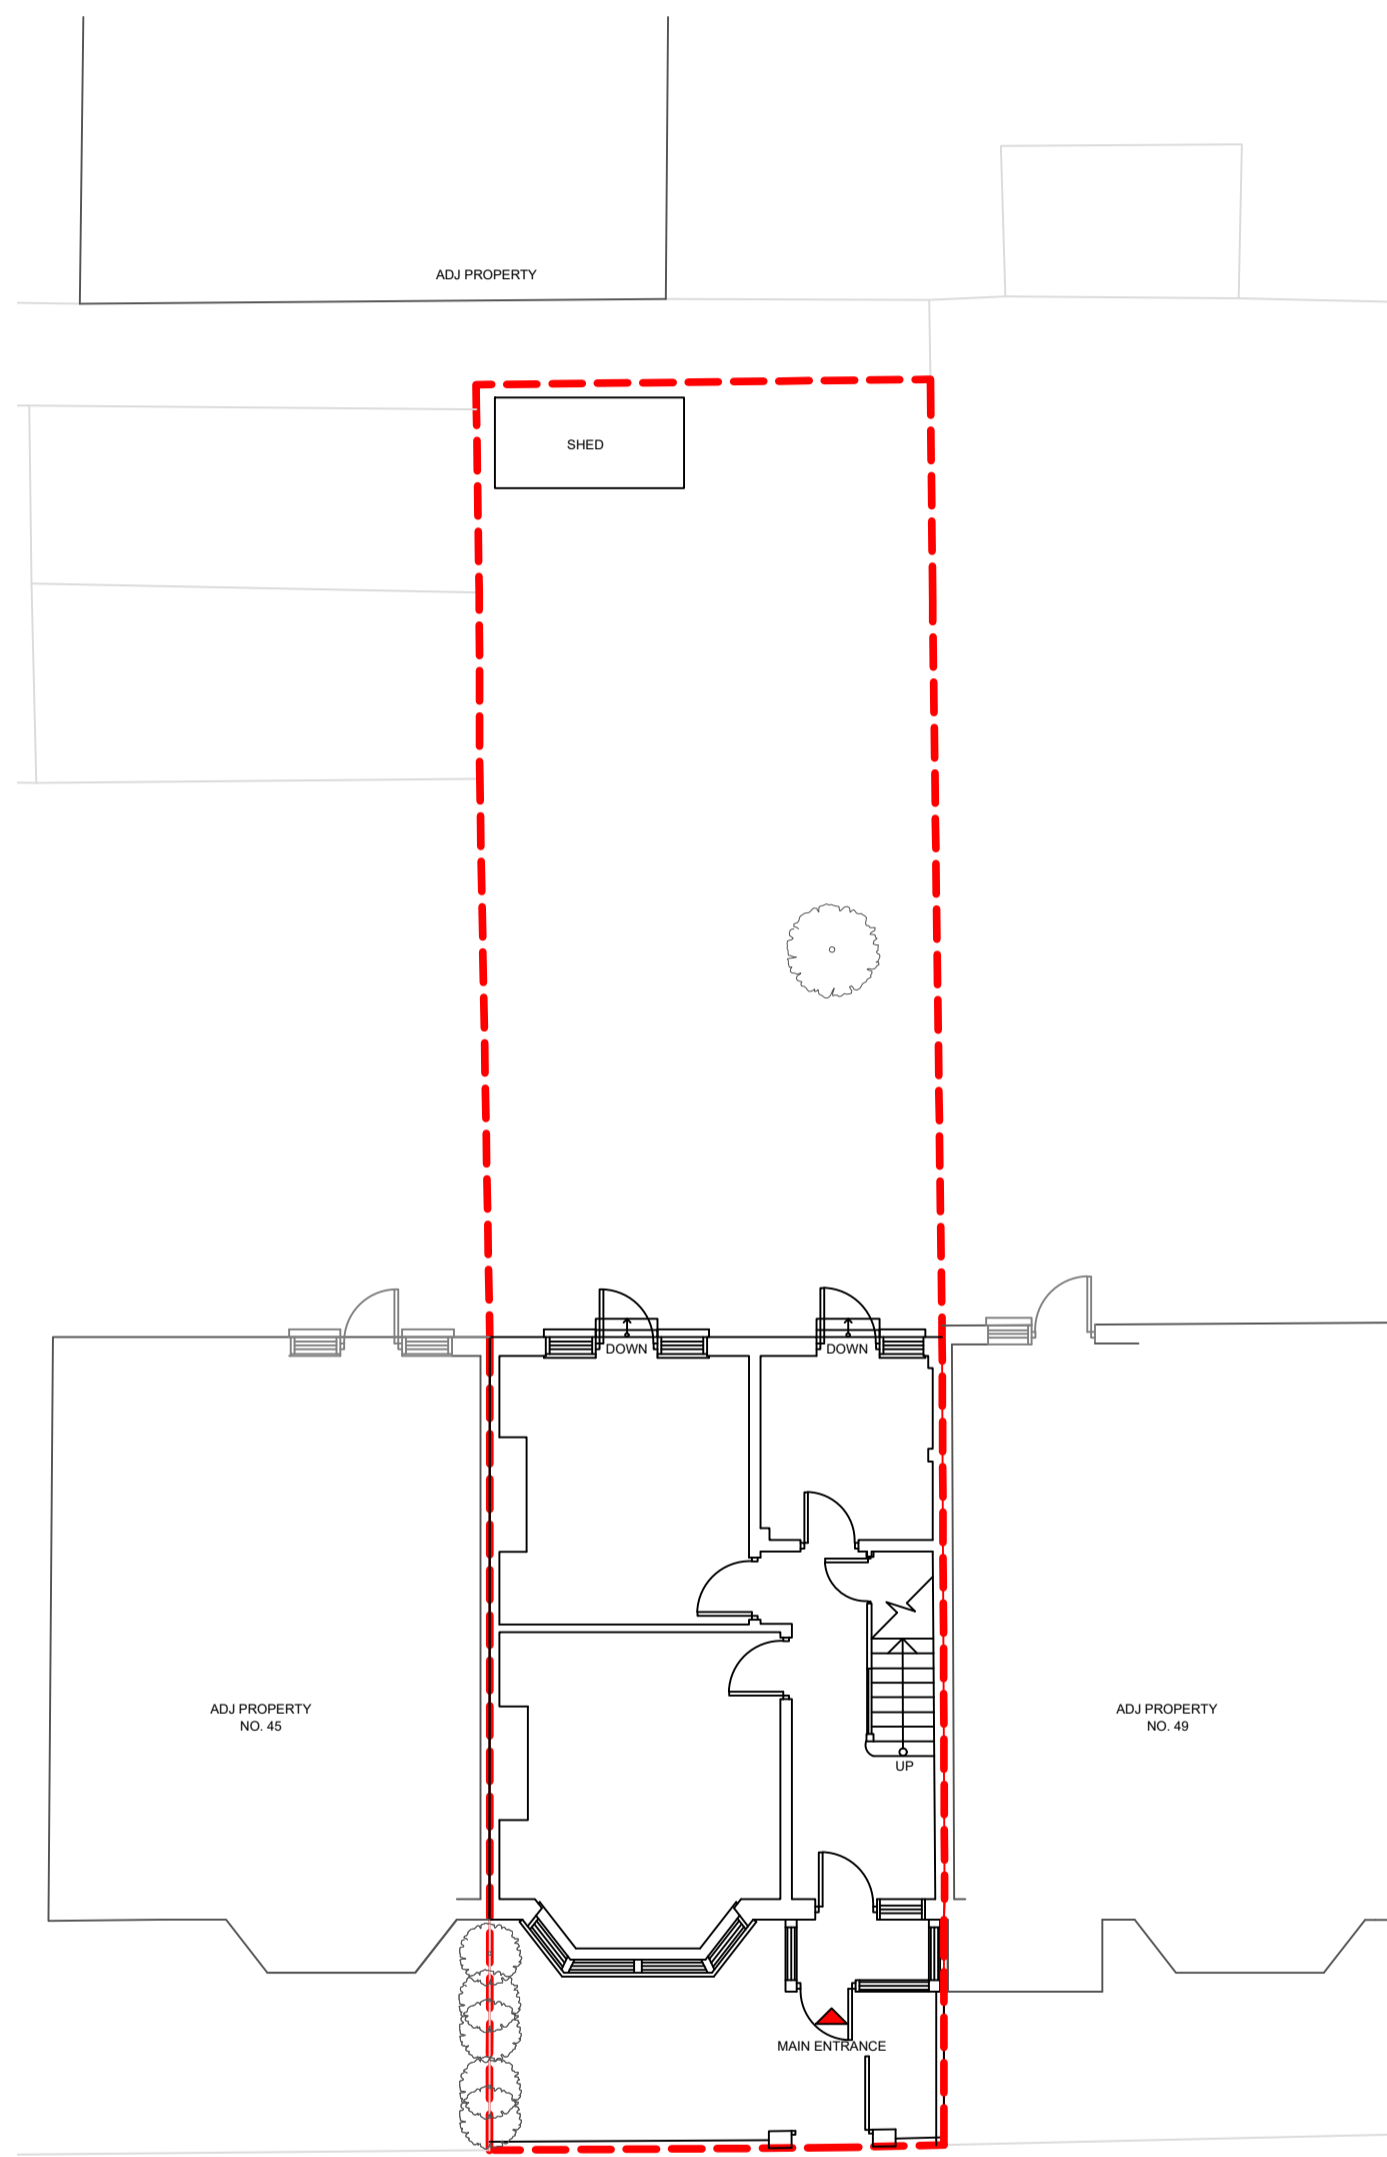 ADJ PROPERTY
SHED
DOWN
DOWN
ADJ PROPERTY
NO. 45
ADJ PROPERTY
NO. 49
UP
MAIN ENTRANCE